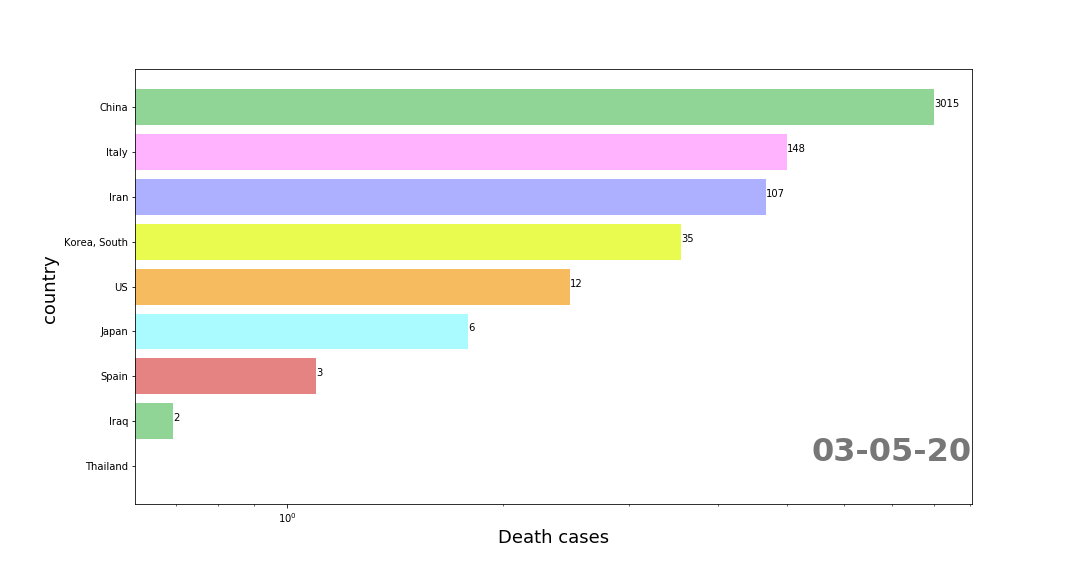 China
3015
Italy
148
Iran
107
Korea, South
35
US
12
Japan
6
Spain
3
Iraq
2
Thailand
03-05-20
10⁰
Death cases
country